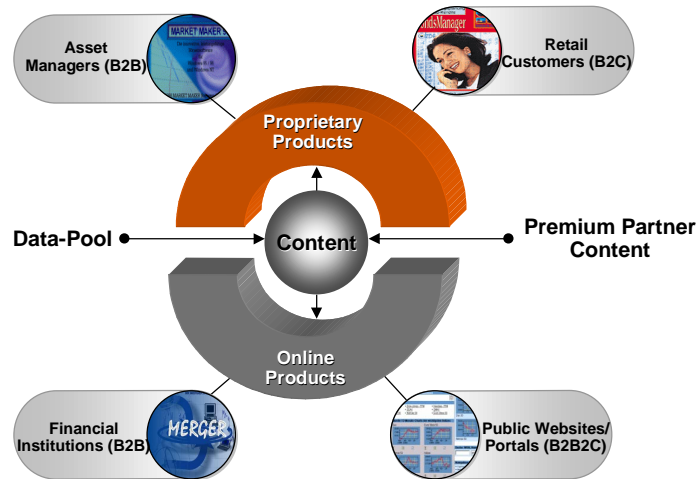 MARKET MAKER
Asset
Managers (B2B)
ndsManager
Retail
Customers (B2C)
Proprietary
Products
Data-Pool
Content
Premium Partner
Content
Online
Products
Financial
Institutions (B2B)
MERGER
Public Websites/
Portals (B2B2C)